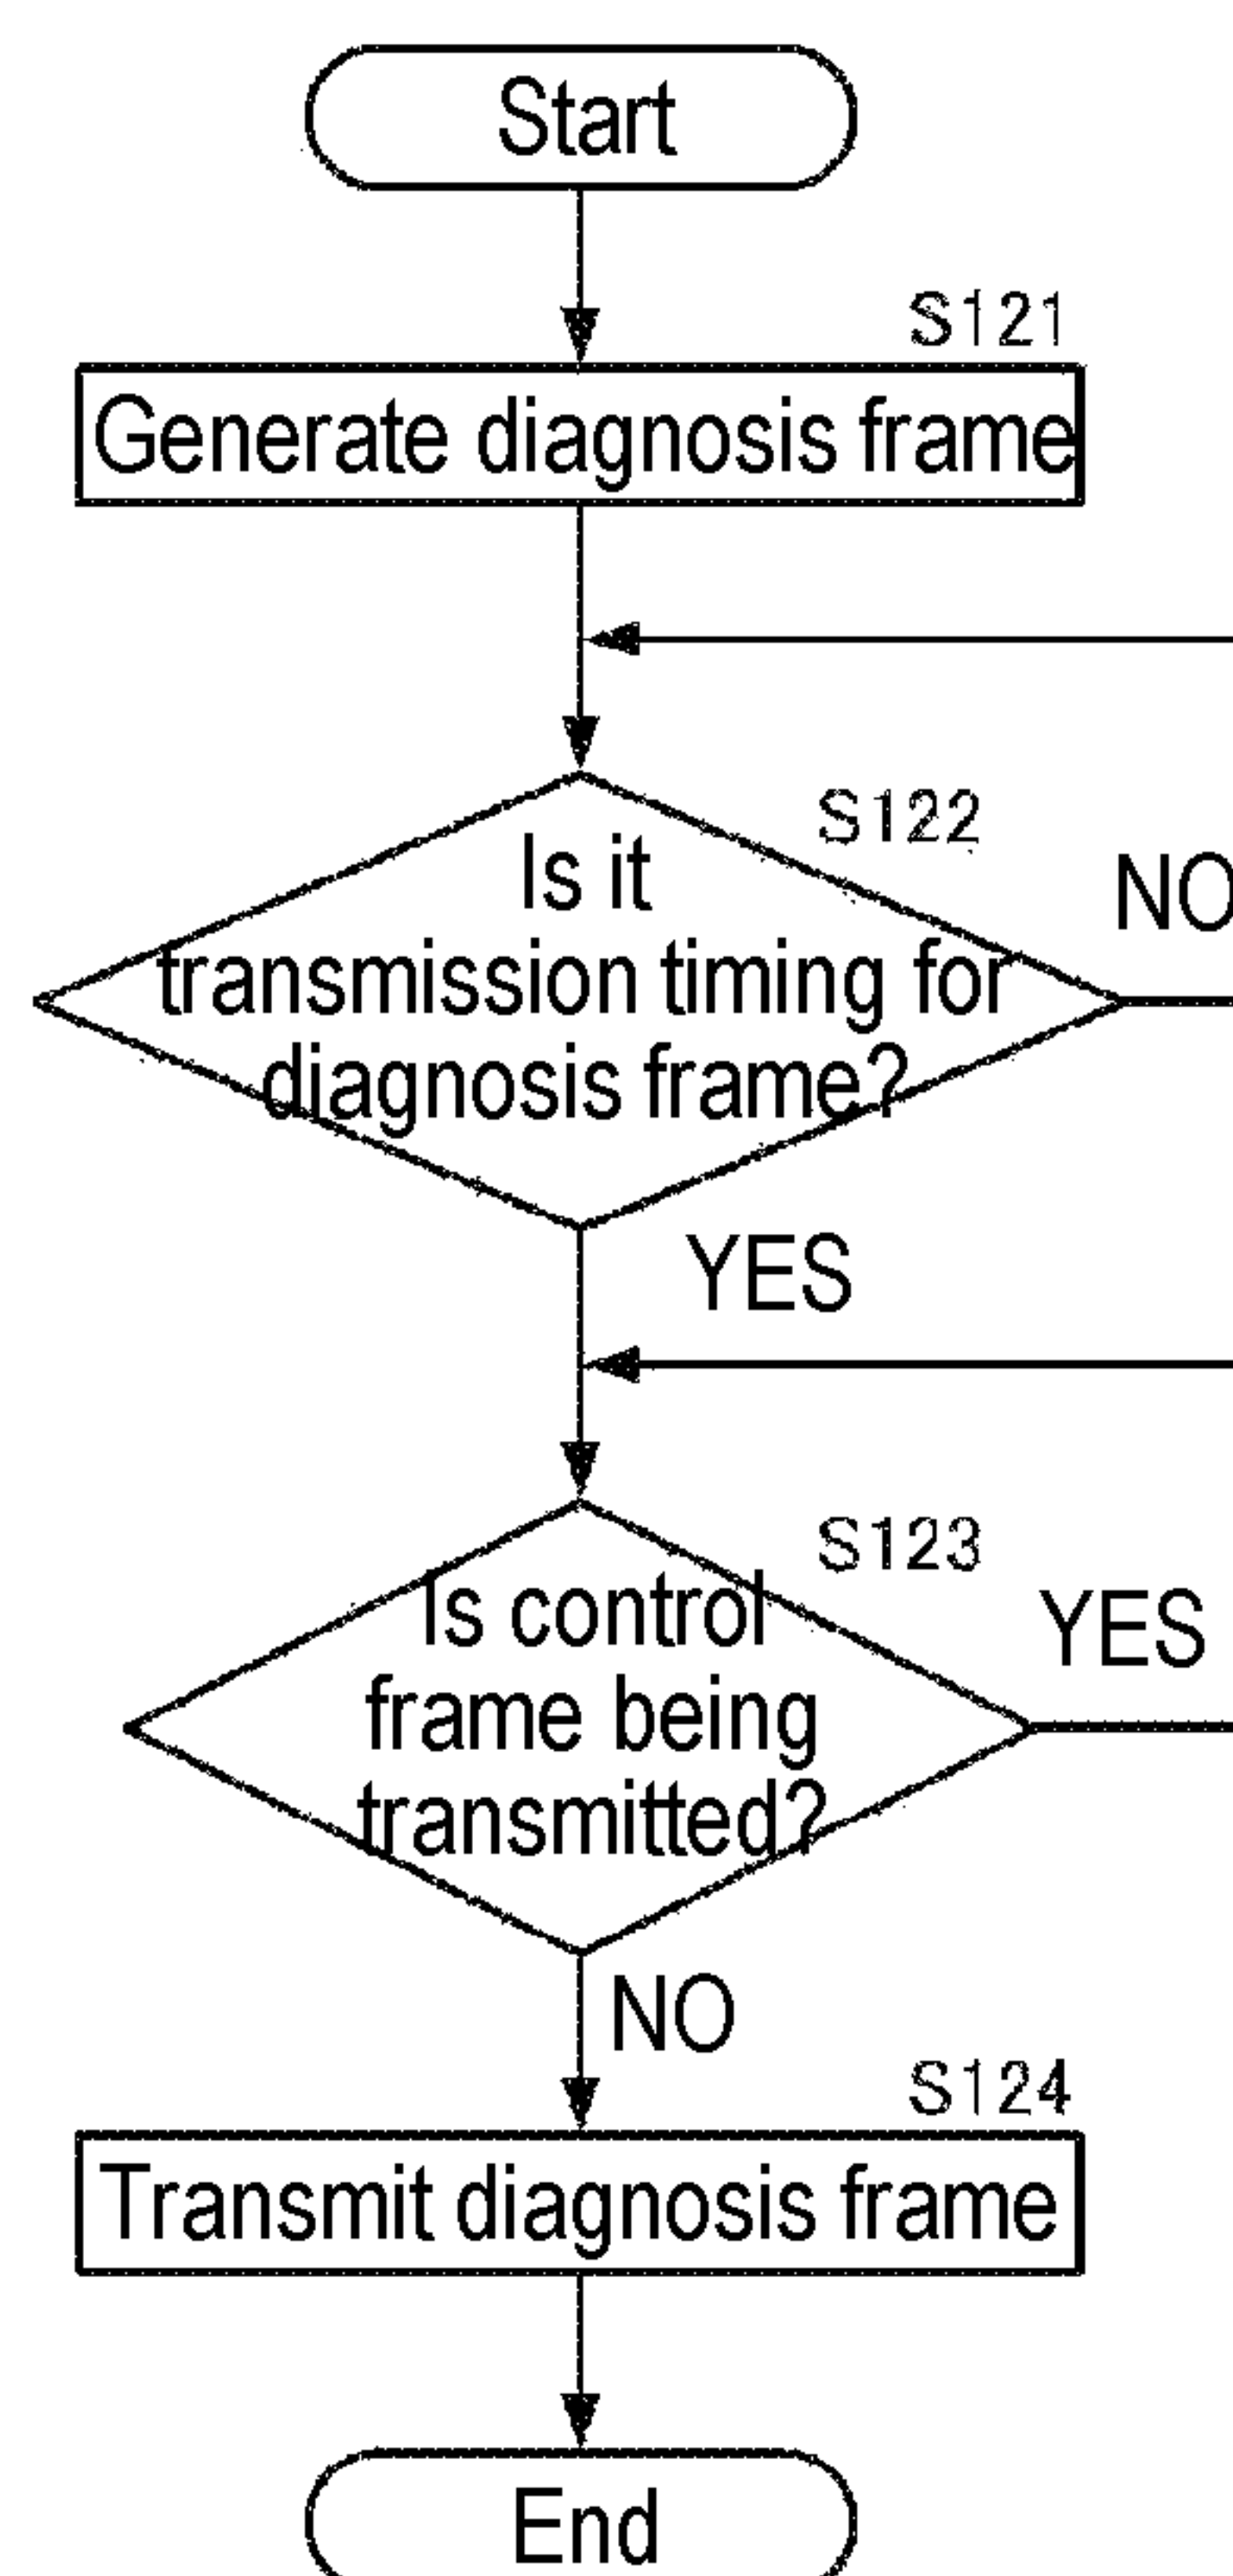 Start
S121
Generate diagnosis frame
S122
Is it
transmission timing for
diagnosis frame?
NO
YES
S123
Is control
frame being
transmitted?
YES
NO
S124
Transmit diagnosis frame
End